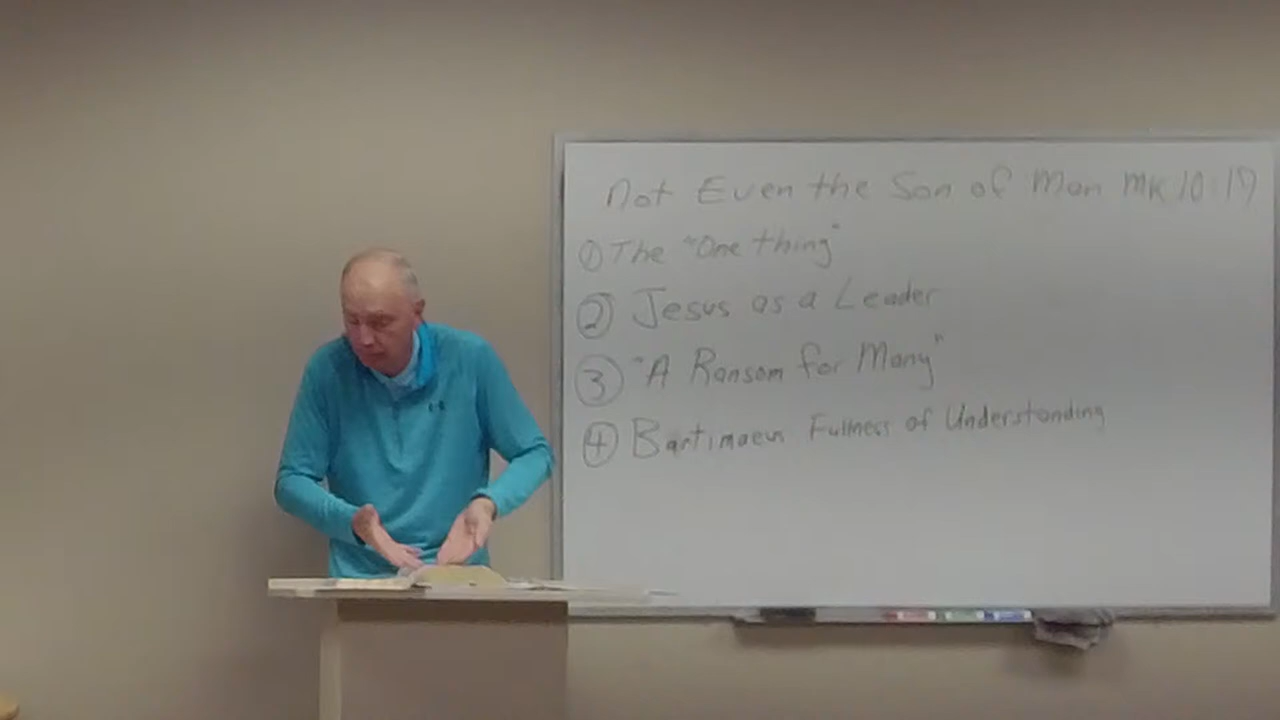 Not Even the Son of Man Mk 10:19
① The "One thing"
② Jesus as a Leader
③ "A Ransom for Many"
④ Bartimaeus Fullness of Understanding